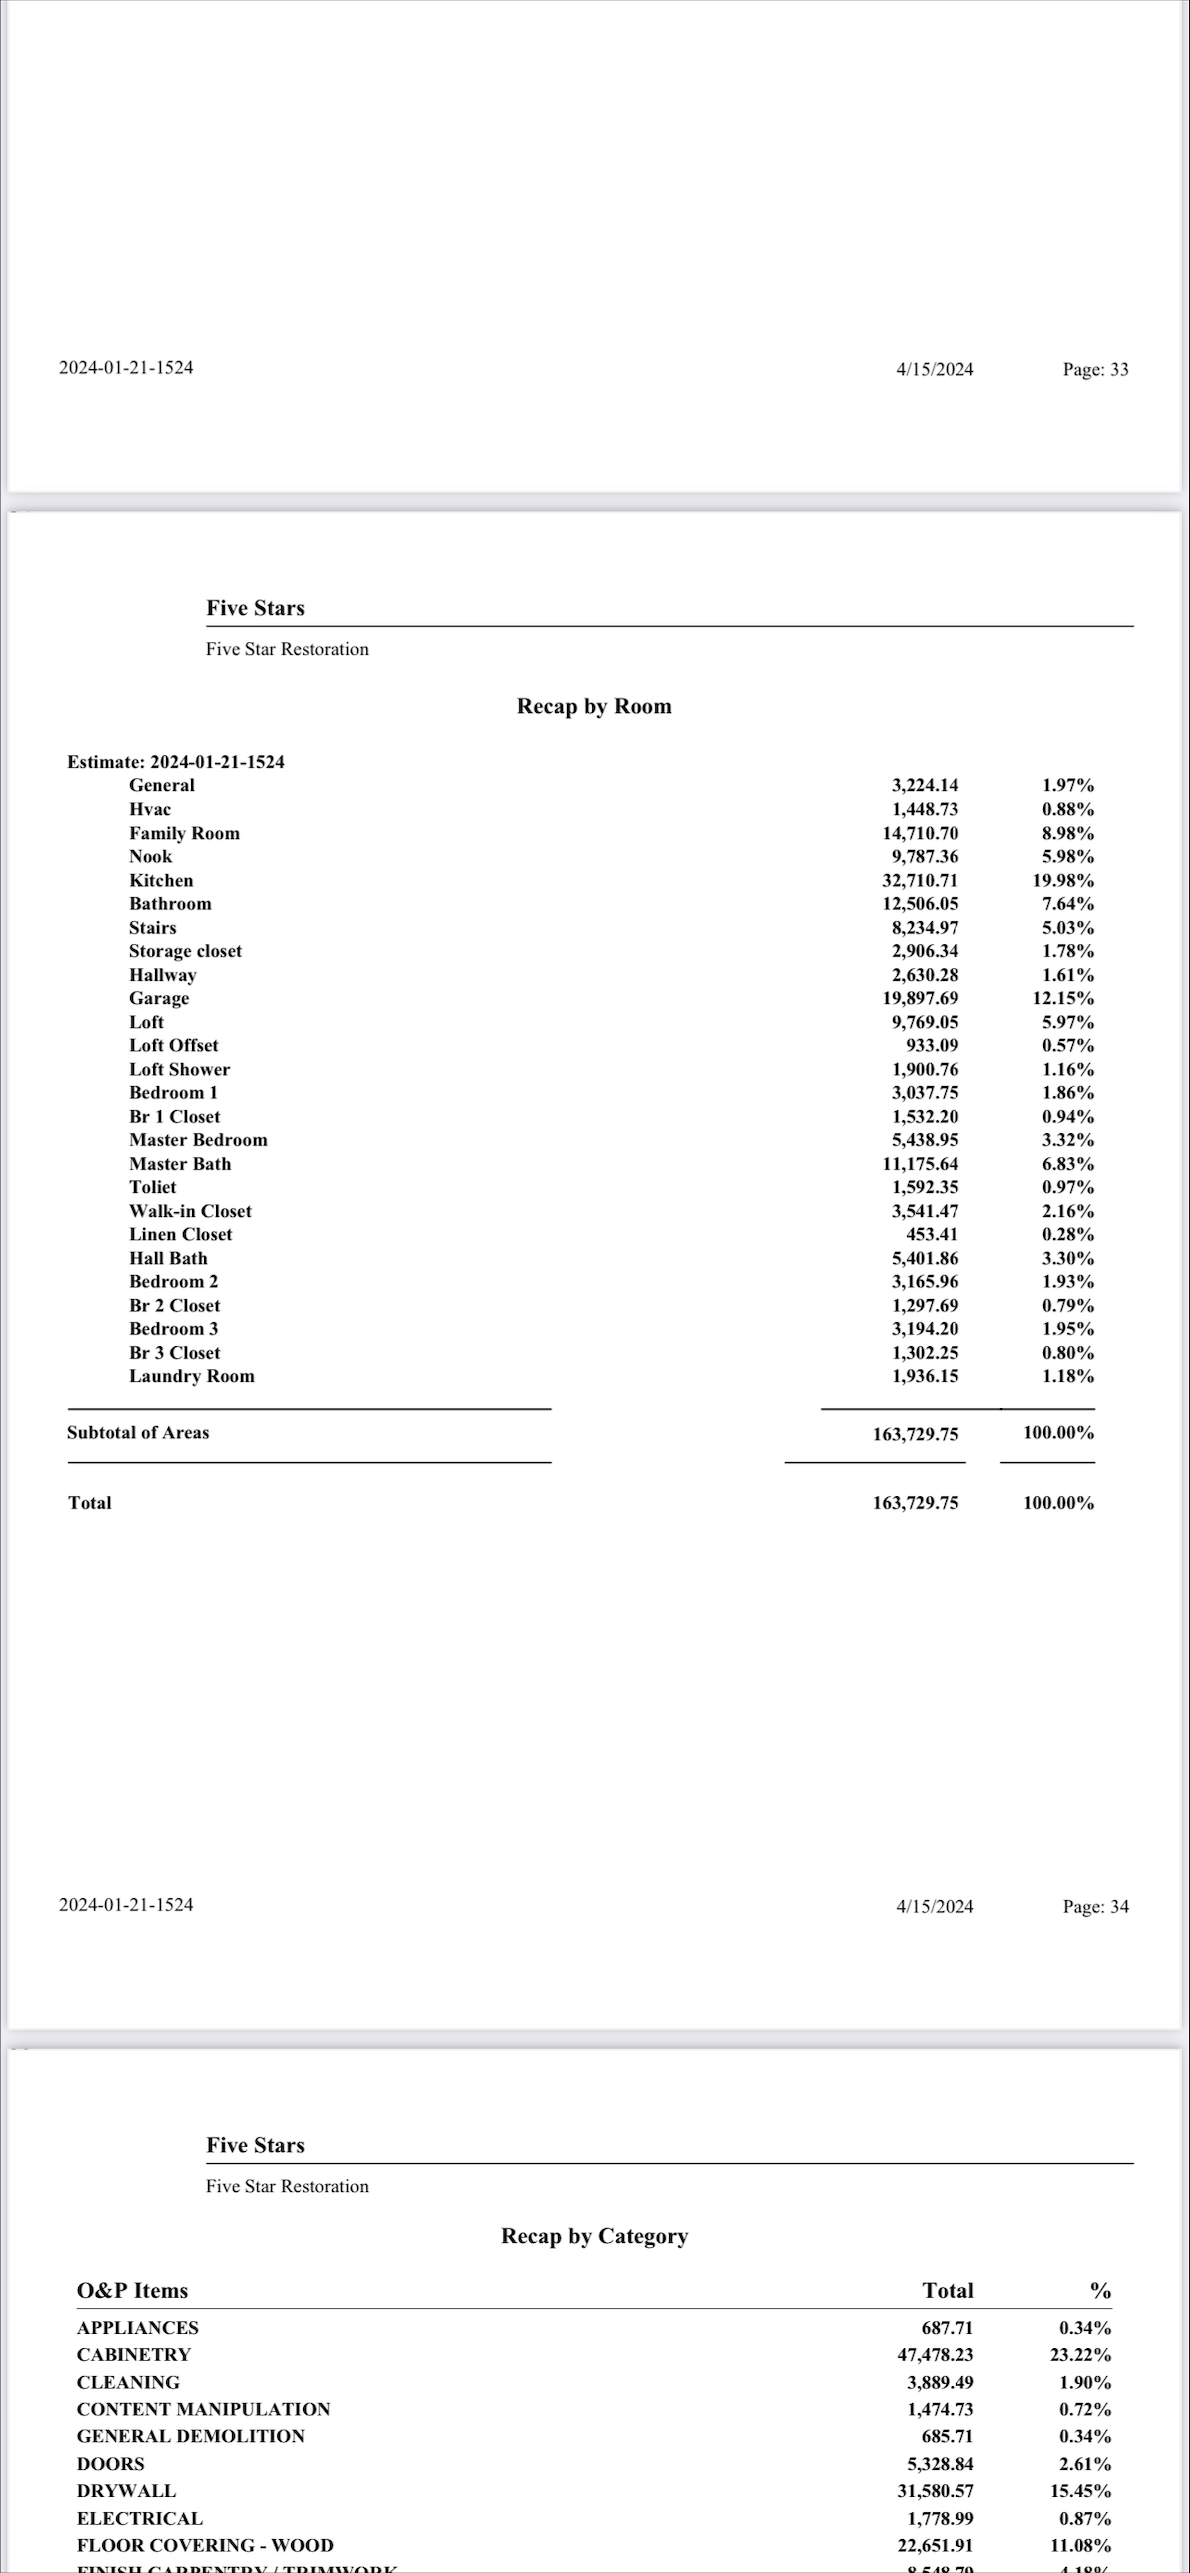 2024-01-21-1524 4/15/2024 Page: 33
Five Stars
Five Star Restoration
Recap by Room
Estimate: 2024-01-21-1524
General 3,224.14 1.97%
Hvac 1,448.73 0.88%
Family Room 14,710.70 8.98%
Nook 9,787.36 5.98%
Kitchen 32,710.71 19.98%
Bathroom 12,506.05 7.64%
Stairs 8,234.97 5.03%
Storage closet 2,906.34 1.78%
Hallway 2,630.28 1.61%
Garage 19,897.69 12.15%
Loft 9,769.05 5.97%
Loft Offset 933.09 0.57%
Loft Shower 1,900.76 1.16%
Bedroom 1 3,037.75 1.86%
Br 1 Closet 1,532.20 0.94%
Master Bedroom 5,438.95 3.32%
Master Bath 11,175.64 6.83%
Toliet 1,592.35 0.97%
Walk-in Closet 3,541.47 2.16%
Linen Closet 453.41 0.28%
Hall Bath 5,401.86 3.30%
Bedroom 2 3,165.96 1.93%
Br 2 Closet 1,297.69 0.79%
Bedroom 3 3,194.20 1.95%
Br 3 Closet 1,302.25 0.80%
Laundry Room 1,936.15 1.18%
Subtotal of Areas 163,729.75 100.00%
Total 163,729.75 100.00%
2024-01-21-1524 4/15/2024 Page: 34
Five Stars
Five Star Restoration
Recap by Category
O&P Items Total %
APPLIANCES 687.71 0.34%
CABINETRY 47,478.23 23.22%
CLEANING 3,889.49 1.90%
CONTENT MANIPULATION 1,474.73 0.72%
GENERAL DEMOLITION 685.71 0.34%
DOORS 5,328.84 2.61%
DRYWALL 31,580.57 15.45%
ELECTRICAL 1,778.99 0.87%
FLOOR COVERING - WOOD 22,651.91 11.08%
FINISH CARPENTRY / TRIMWORK 8,548.79 4.18%